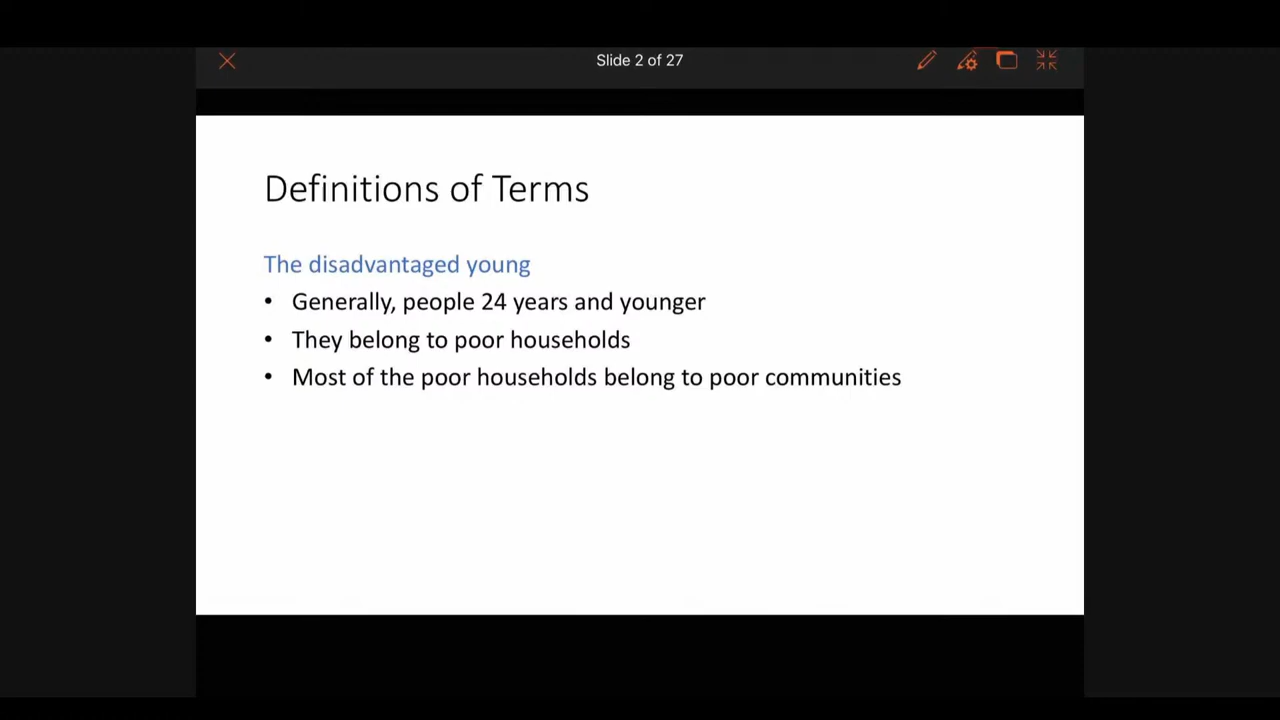 Slide 2 of 27
Definitions of Terms
The disadvantaged young
• Generally, people 24 years and younger
• They belong to poor households
• Most of the poor households belong to poor communities